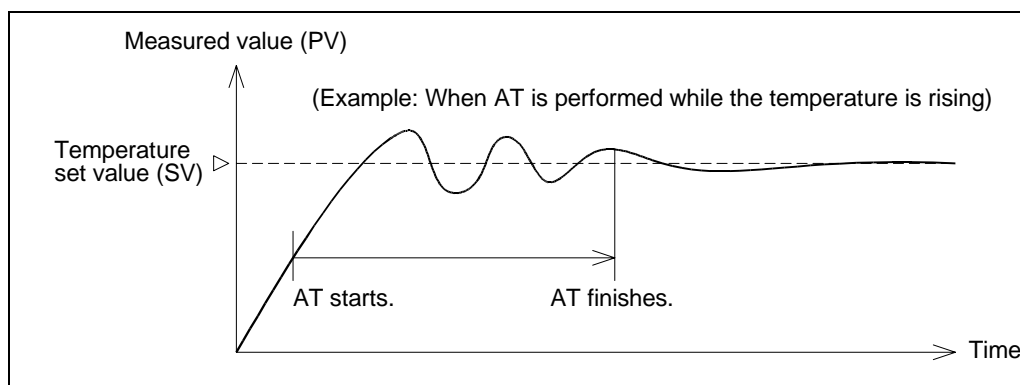 Measured value (PV)
(Example: When AT is performed while the temperature is rising)
Temperature
set value (SV)
AT starts.
AT finishes.
Time